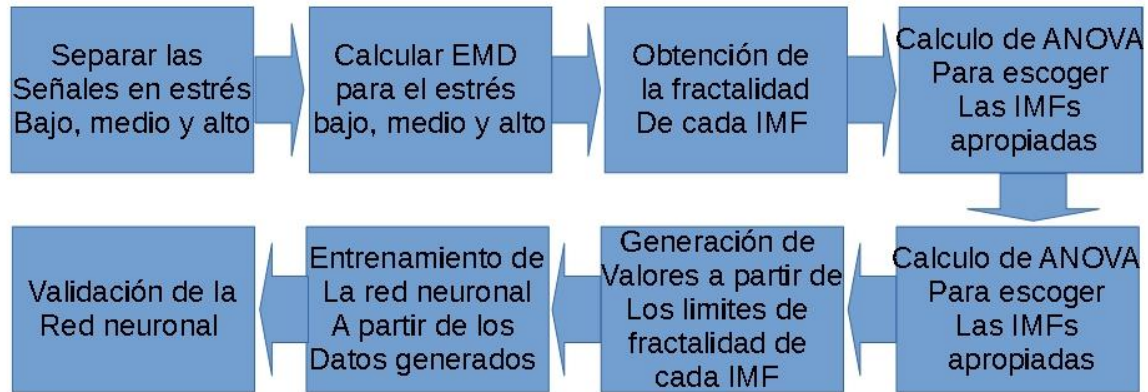 Separar las
Señales en estrés
Bajo, medio y alto
Calcular EMD
para el estrés
bajo, medio y alto
Obtención de
la fractalidad
De cada IMF
Calculo de ANOVA
Para escoger
Las IMFs
apropiadas
Calculo de ANOVA
Para escoger
Las IMFs
apropiadas
Generación de
Valores a partir de
Los limites de
fractalidad de
cada IMF
Entrenamiento de
La red neuronal
A partir de los
Datos generados
Validación de la
Red neuronal